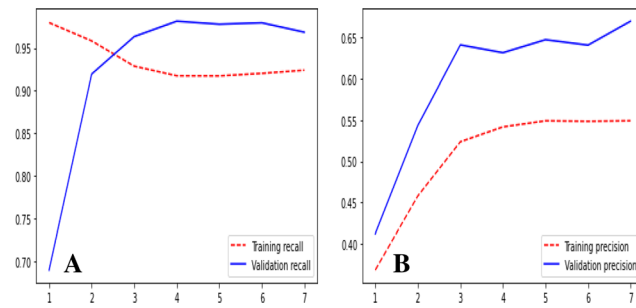 0.95
0.90
0.85
0.80
0.75
0.70
1 2 3 4 5 6 7
A
Training recall
Validation recall
0.65
0.60
0.55
0.50
0.45
0.40
1 2 3 4 5 6 7
B
Training precision
Validation precision